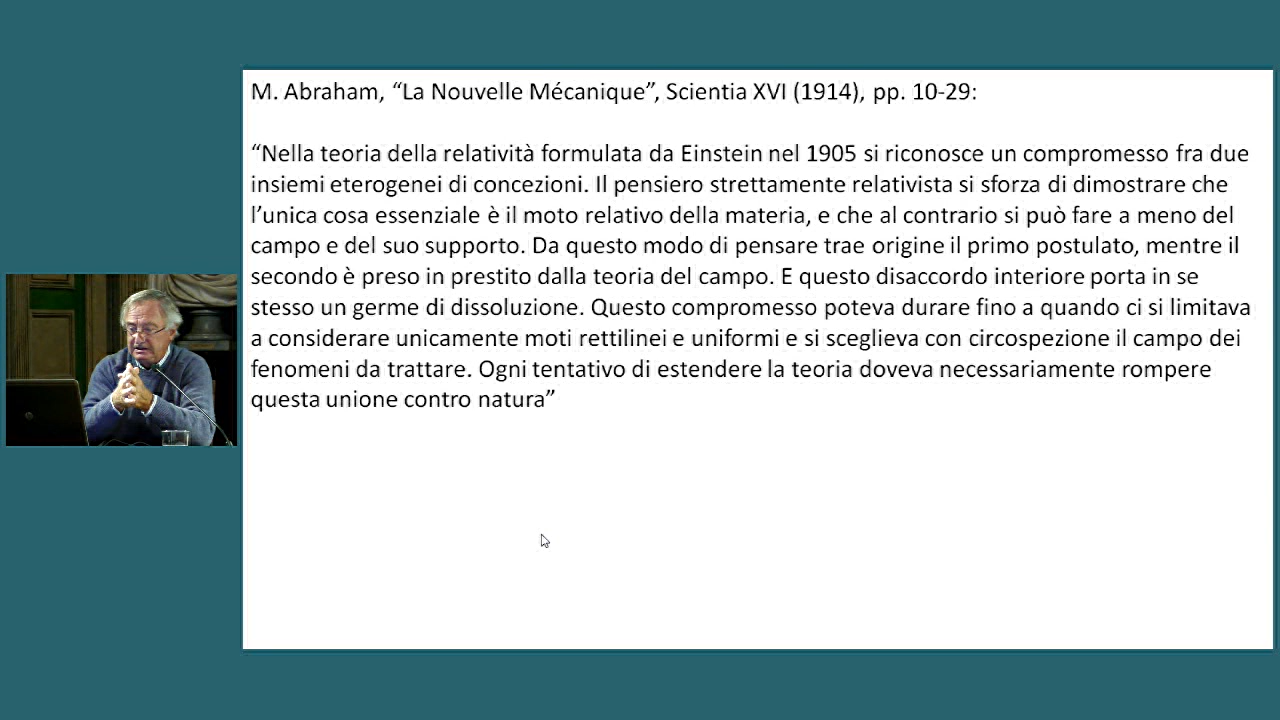 M. Abraham, “La Nouvelle Mécanique”, Scientia XVI (1914), pp. 10-29:
“Nella teoria della relatività formulata da Einstein nel 1905 si riconosce un compromesso fra due
insiemi eterogenei di concezioni. Il pensiero strettamente relativista si sforza di dimostrare che
l’unica cosa essenziale è il moto relativo della materia, e che al contrario si può fare a meno del
campo e del suo supporto. Da questo modo di pensare trae origine il primo postulato, mentre il
secondo è preso in prestito dalla teoria del campo. E questo disaccordo interiore porta in se
stesso un germe di dissoluzione. Questo compromesso poteva durare fino a quando ci si limitava
a considerare unicamente moti rettilinei e uniformi e si sceglieva con circospezione il campo dei
fenomeni da trattare. Ogni tentativo di estendere la teoria doveva necessariamente rompere
questa unione contro natura”